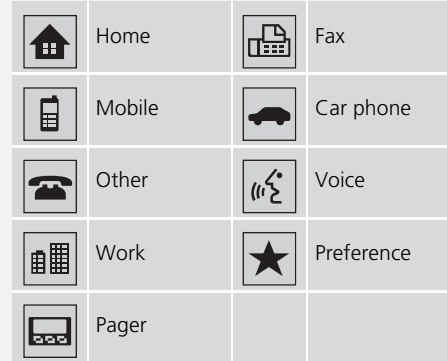 Home
Fax
Mobile
Car phone
Other
Voice
Work
Preference
Pager